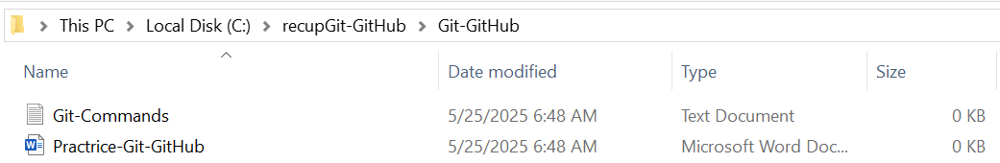 This PC > Local Disk (C:) > recupGit-GitHub > Git-GitHub
Name Date modified Type Size
Git-Commands 5/25/2025 6:48 AM Text Document 0 KB
Practrice-Git-GitHub 5/25/2025 6:48 AM Microsoft Word Doc... 0 KB